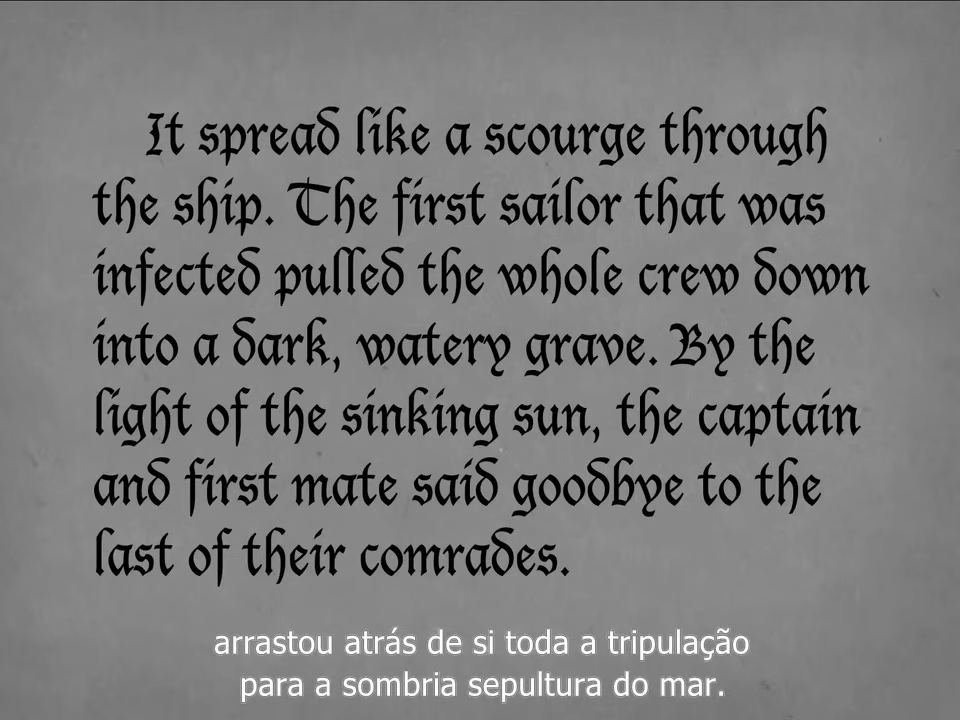 It spread like a scourge through
the ship. The first sailor that was
infected pulled the whole crew down
into a dark, watery grave. By the
light of the sinking sun, the captain
and first mate said goodbye to the
last of their comrades.
arrastou atrás de si toda a tripulação
para a sombria sepultura do mar.